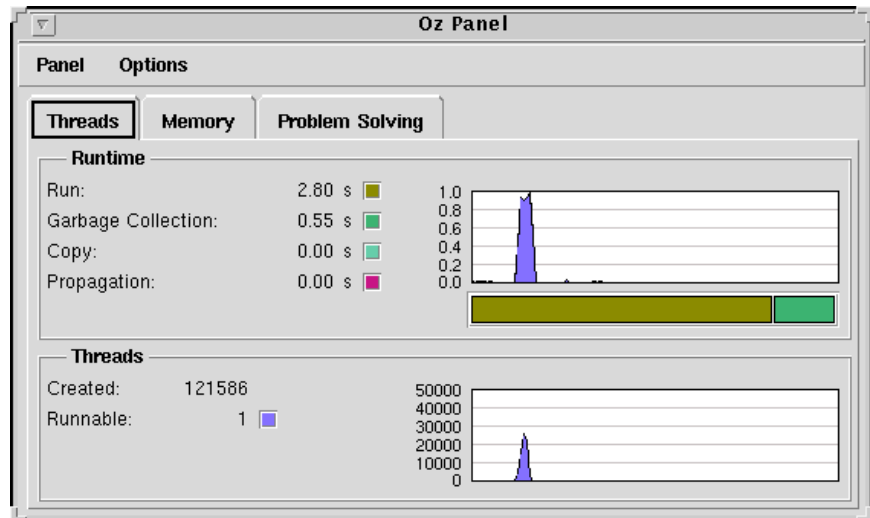 Oz Panel
Panel Options
Threads Memory Problem Solving
Runtime
Run: 2.80 s
Garbage Collection: 0.55 s
Copy: 0.00 s
Propagation: 0.00 s
1.0
0.8
0.6
0.4
0.2
0.0
Threads
Created: 121586
Runnable: 1
50000
40000
30000
20000
10000
0